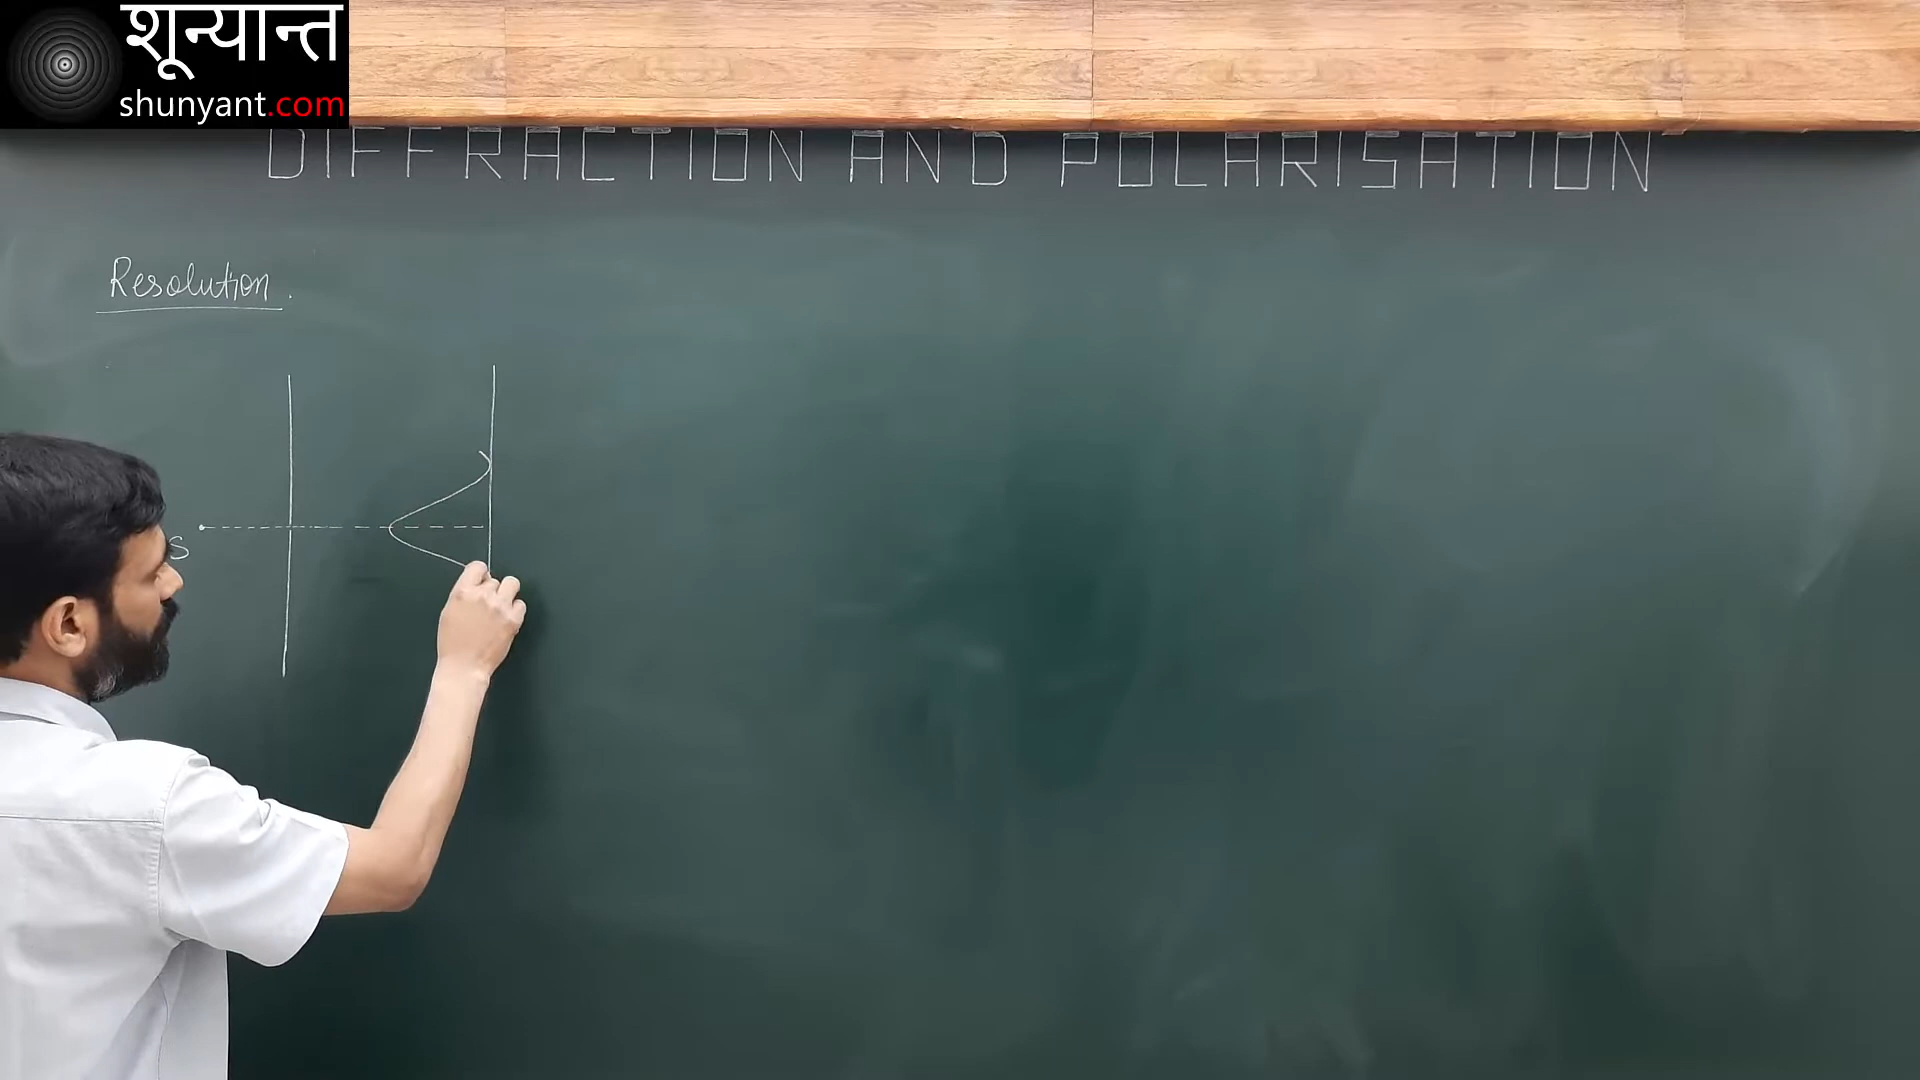 शून्यान्त
shunyant.com
DIFFRACTION AND POLARISATION
Resolution.
S